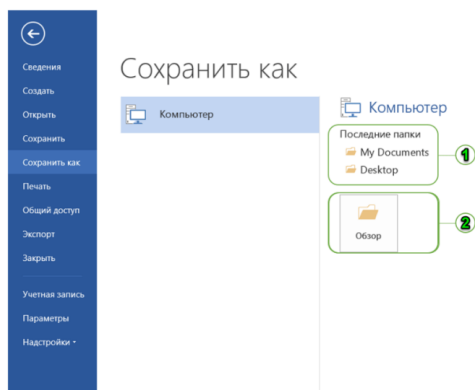 Сведения
Создать
Открыть
Сохранить
Сохранить как
Печать
Общий доступ
Экспорт
Закрыть
Учетная запись
Параметры
Надстройки
Сохранить как
Компьютер
Компьютер
Последние папки
My Documents
Desktop
1
Обзор
2